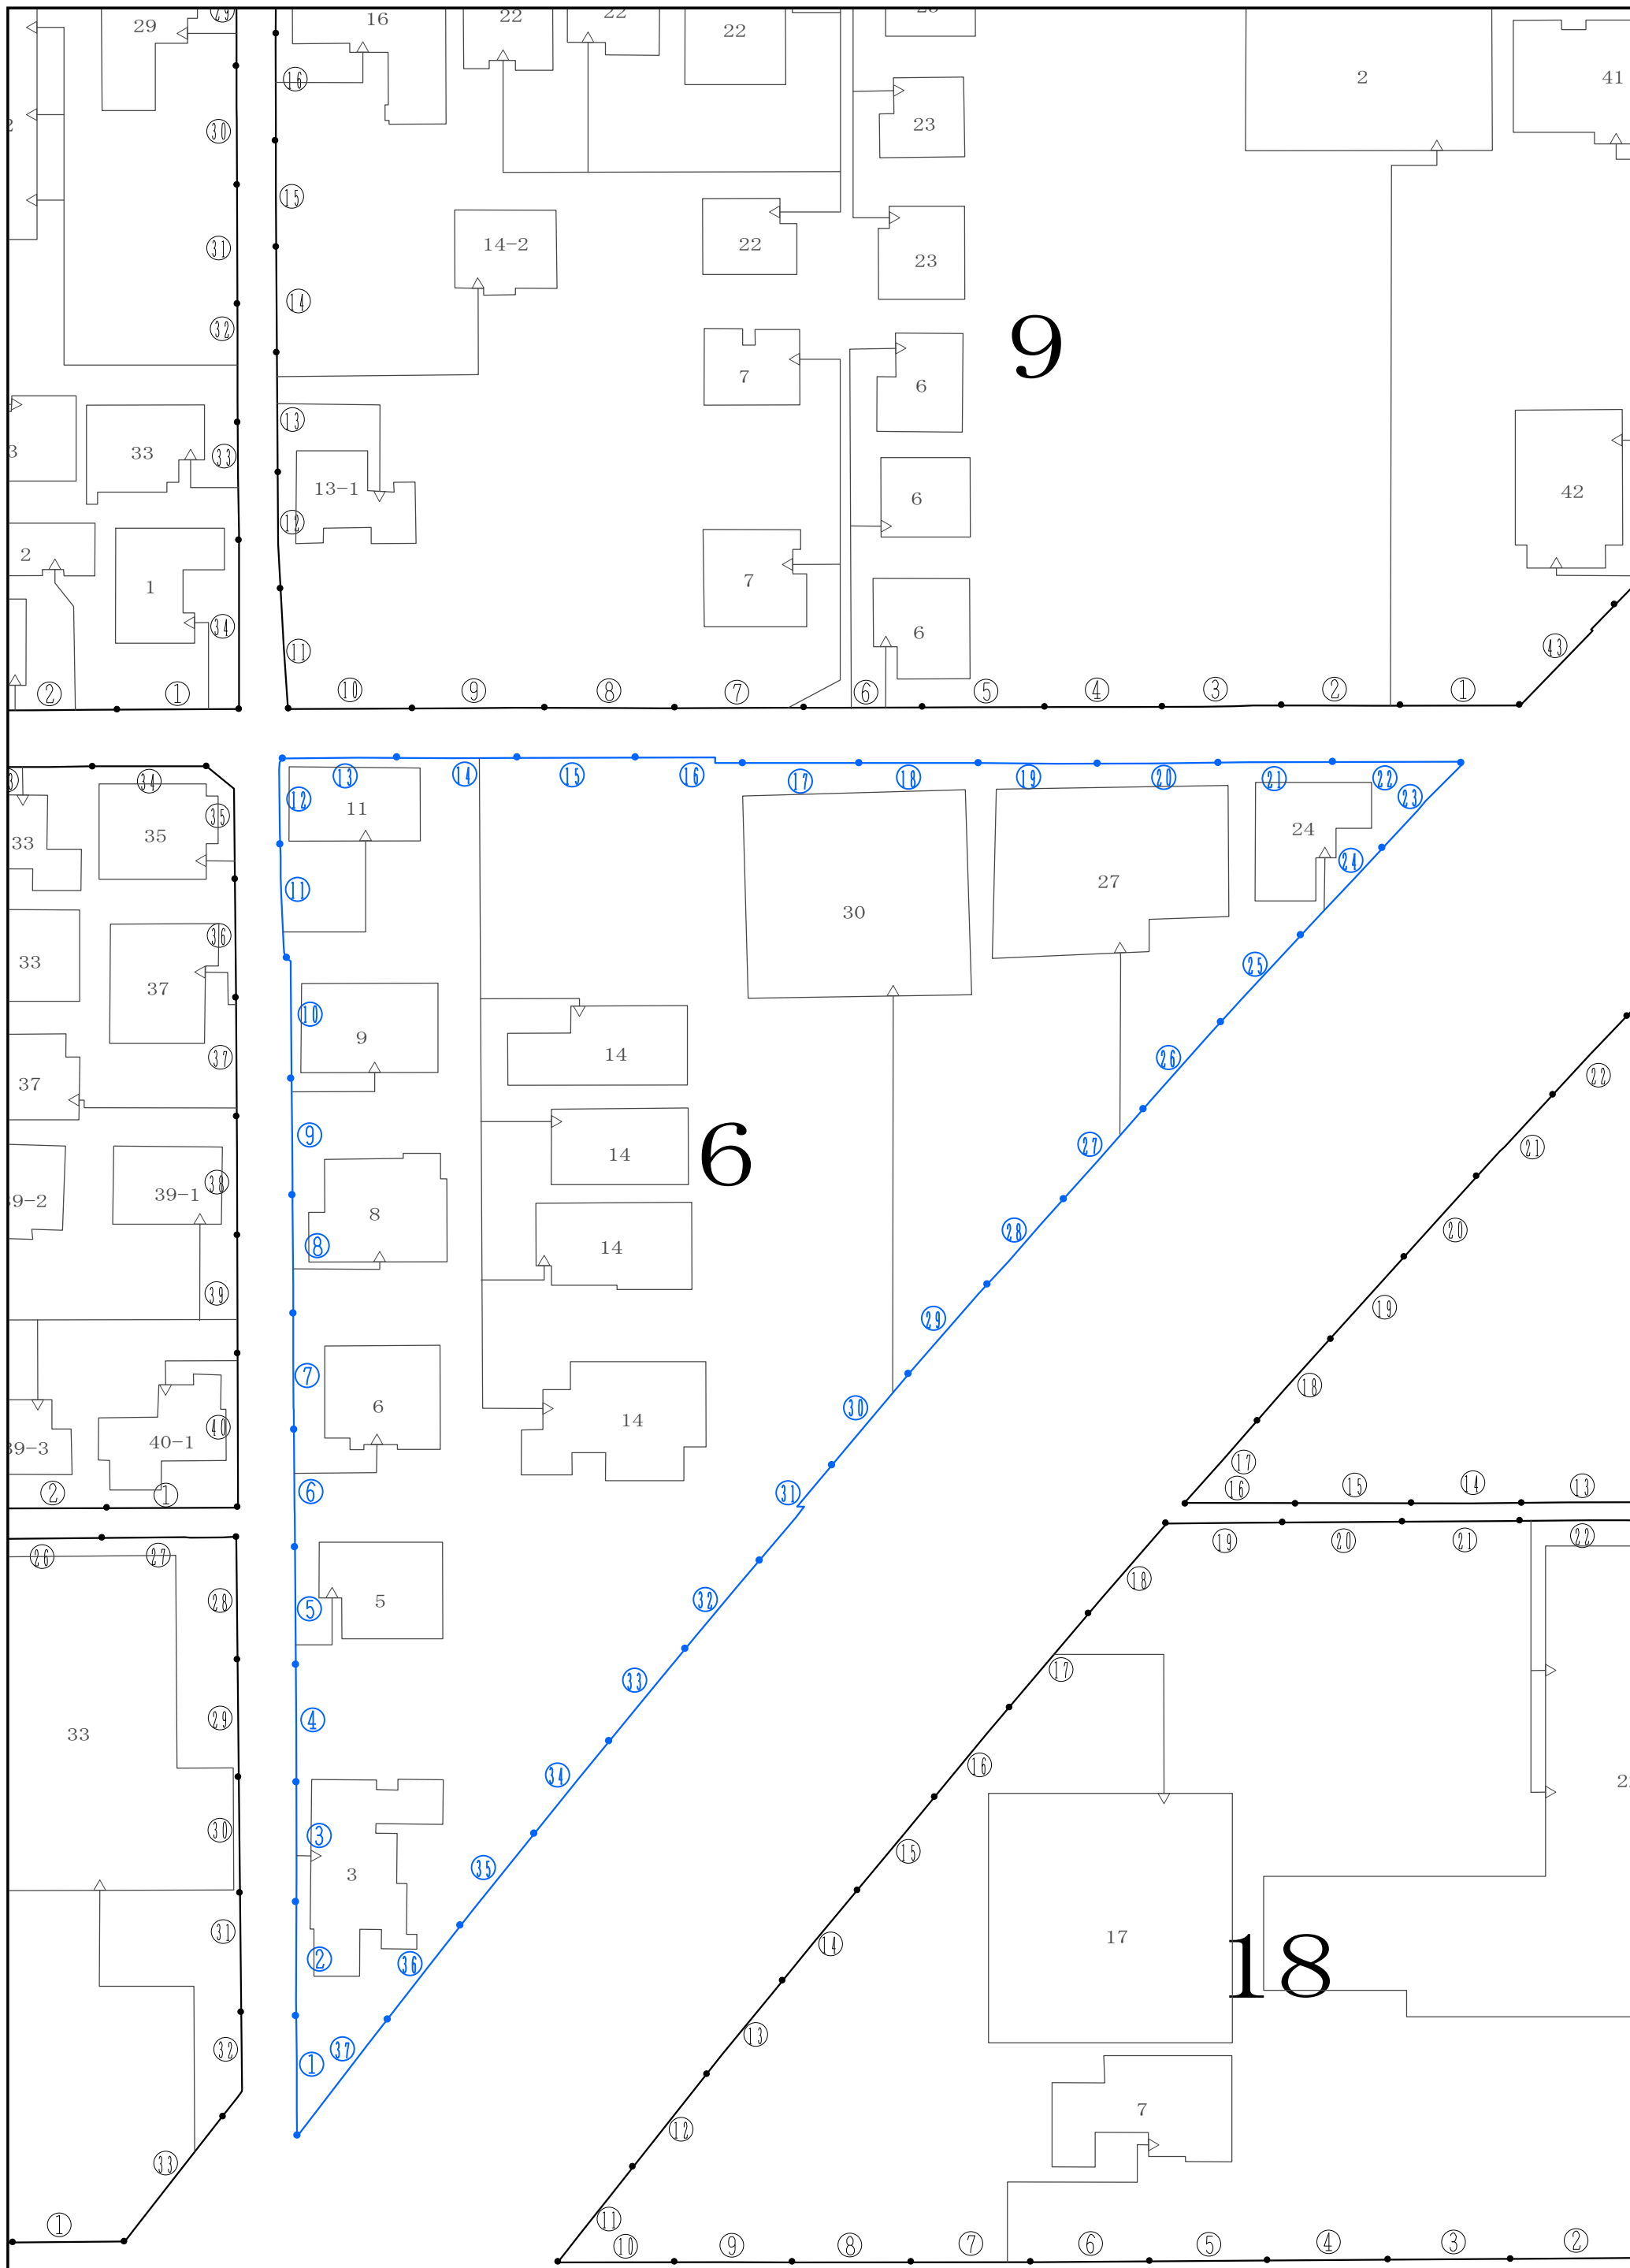 29 29 16 22 22 22 23 2 41
⑯ 23
㉚
⑮
14-2 22 23
㉛
⑭
㉜
9
7 6
⑬
33 ㉝
13-1 6 42
⑫
2 1 7
㉞ 6
⑪ ㊸
② ① ⑩ ⑨ ⑧ ⑦ ⑥ ⑤ ④ ③ ② ①
㉞ ⑬ ⑭ ⑮ ⑯ ⑰ ⑱ ⑲ ⑳ ㉑ ㉒
⑫ 11 ㉓
33 35 ㉟ 24
㉔
⑪ 27
30
㊱ 33 ㉕
37 ⑩
9 14 ㉖
㊲ 37 ㉒
⑨ 14 6 ㉗ ㉑
39-1 ㊳ 8
⑧ 14 ㉘ ⑳
㊴ ㉙ ⑲
⑦ ⑱
6 14 ㉚
40-1 ㊵ ⑰
② ① ⑥ ㉛ ⑯ ⑮ ⑭ ⑬
㉖ ㉗ ⑲ ⑳ ㉑ ㉒
㉘ ⑤ 5 ㉜ ⑱
㉝ ⑰
33 ㉙ ④
㉞ ⑯
㉚ ③ 3 ㉟ ⑮
㉛ ② ㊱ ⑭ 17 18
㉜ ① ㊲ ⑬
⑫ 7
㉝
① ⑪ ⑩ ⑨ ⑧ ⑦ ⑥ ⑤ ④ ③ ②